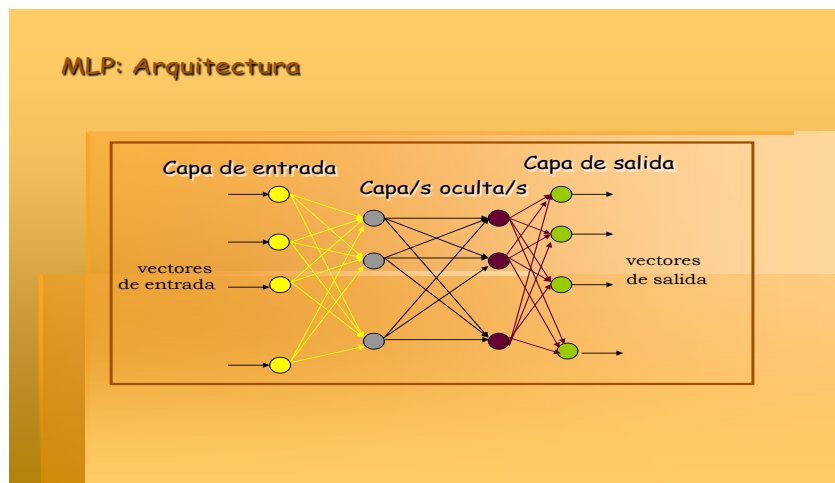 MLP: Arquitectura
Capa de entrada
Capa/s oculta/s
Capa de salida
vectores
de entrada
vectores
de salida